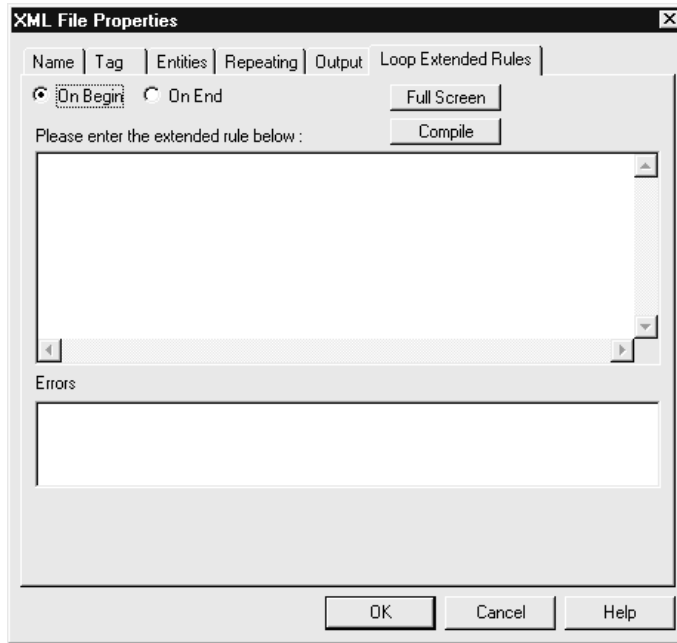 XML File Properties
Name Tag Entities Repeating Output Loop Extended Rules
On Begin On End Full Screen
Please enter the extended rule below : Compile
Errors
OK Cancel Help